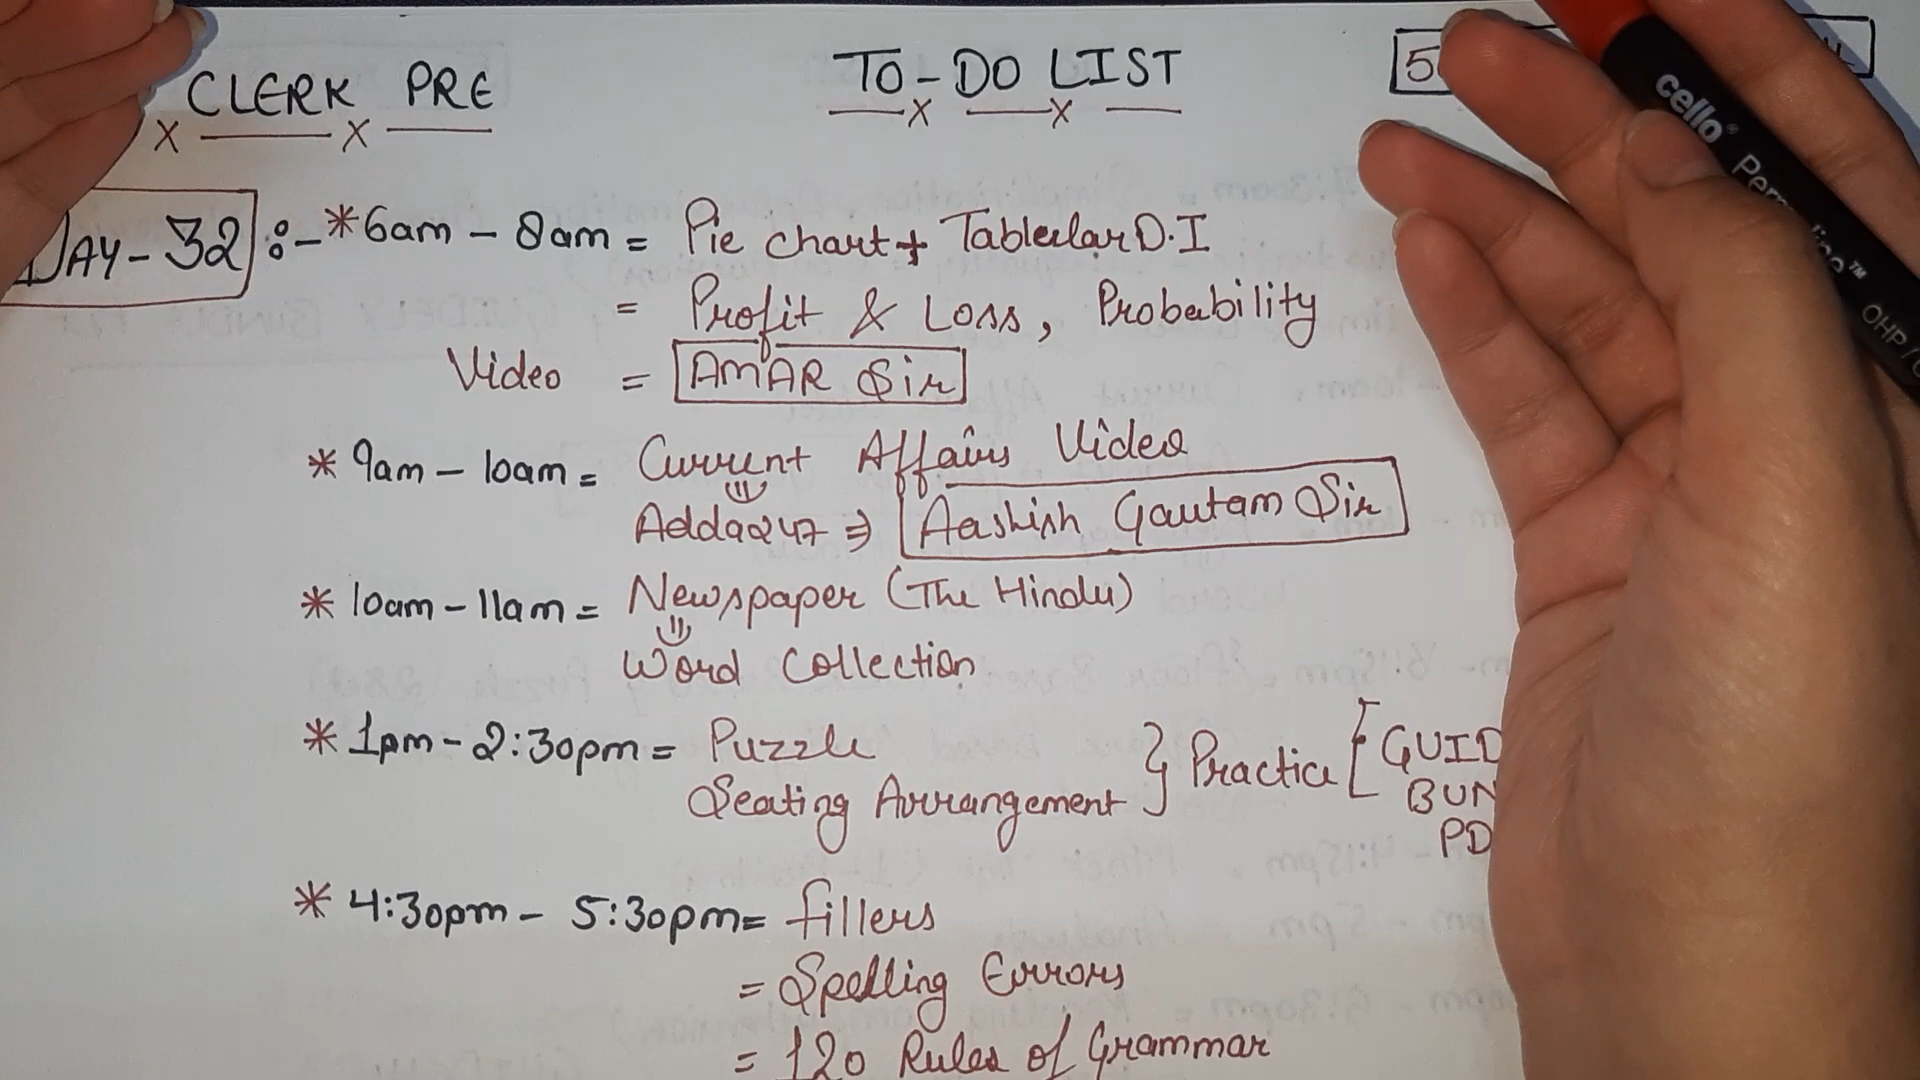 CLERK PRE
TO-DO LIST
DAY-32 :- *6am - 8am = Pie chart + Tabular D.I
= Profit & Loss, Probability
Video = AMAR Sir
* 9am - 10am = Current Affairs Video
Adda247 ⇒ Aashish Gautam Sir
* 10am - 11am = Newspaper (The Hindu)
Word Collection
* 1pm - 2:30pm = Puzzle
Seating Arrangement } Practice [ GUID
BUN
PD
* 4:30pm - 5:30pm = fillers
= Spelling Errors
= 120 Rules of Grammar
cello®
OHP /